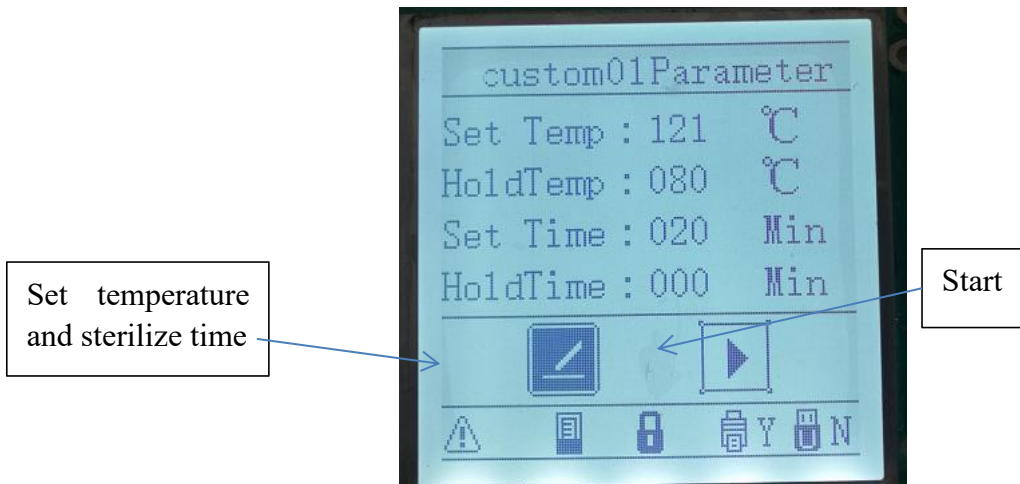 custom01Parameter
Set Temp : 121 ℃
HoldTemp : 080 ℃
Set Time : 020 Min
HoldTime : 000 Min
Y N
Set temperature
and sterilize time
Start